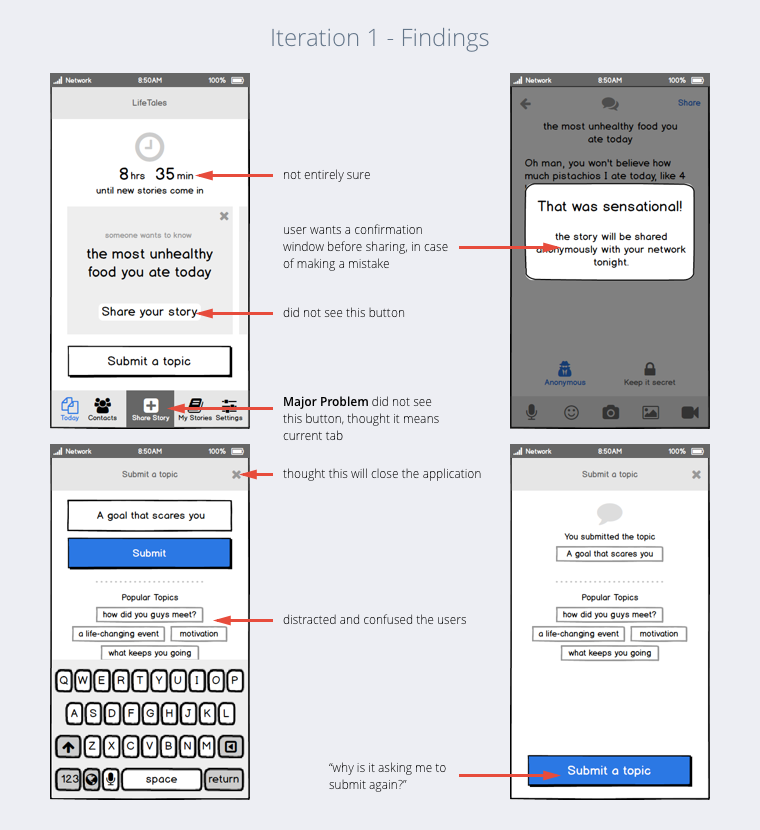 Iteration 1 - Findings
Network 8:50AM 100%
LifeTales
8 hrs 35 min
until new stories come in
someone wants to know
the most unhealthy
food you ate today
Share your story
Submit a topic
Today Contacts Share Story My Stories Settings
not entirely sure
user wants a confirmation
window before sharing, in case
of making a mistake
did not see this button
Major Problem did not see
this button, thought it means
current tab
Network 8:50AM 100%
Share
the most unhealthy food you
ate today
Oh man, you won't believe how
much pistachios I ate today, like 4
That was sensational!
the story will be shared
anonymously with your network
tonight.
Anonymous Keep it secret
Network 8:50AM 100%
Submit a topic
A goal that scares you
Submit
Popular Topics
how did you guys meet?
a life-changing event motivation
what keeps you going
Q W E R T Y U I O P
A S D F G H J K L
Z X C V B N M
123 space return
thought this will close the application
distracted and confused the users
"why is it asking me to
submit again?"
Network 8:50AM 100%
Submit a topic
You submitted the topic
A goal that scares you
Popular Topics
how did you guys meet?
a life-changing event motivation
what keeps you going
Submit a topic